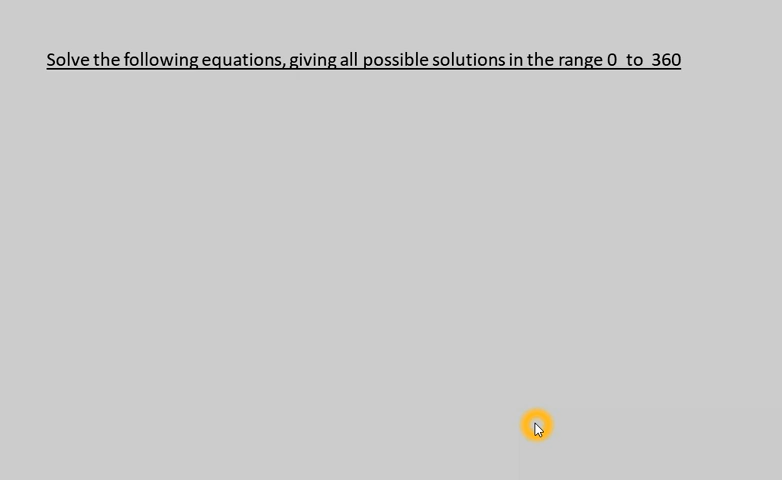 Solve the following equations, giving all possible solutions in the range 0 to 360